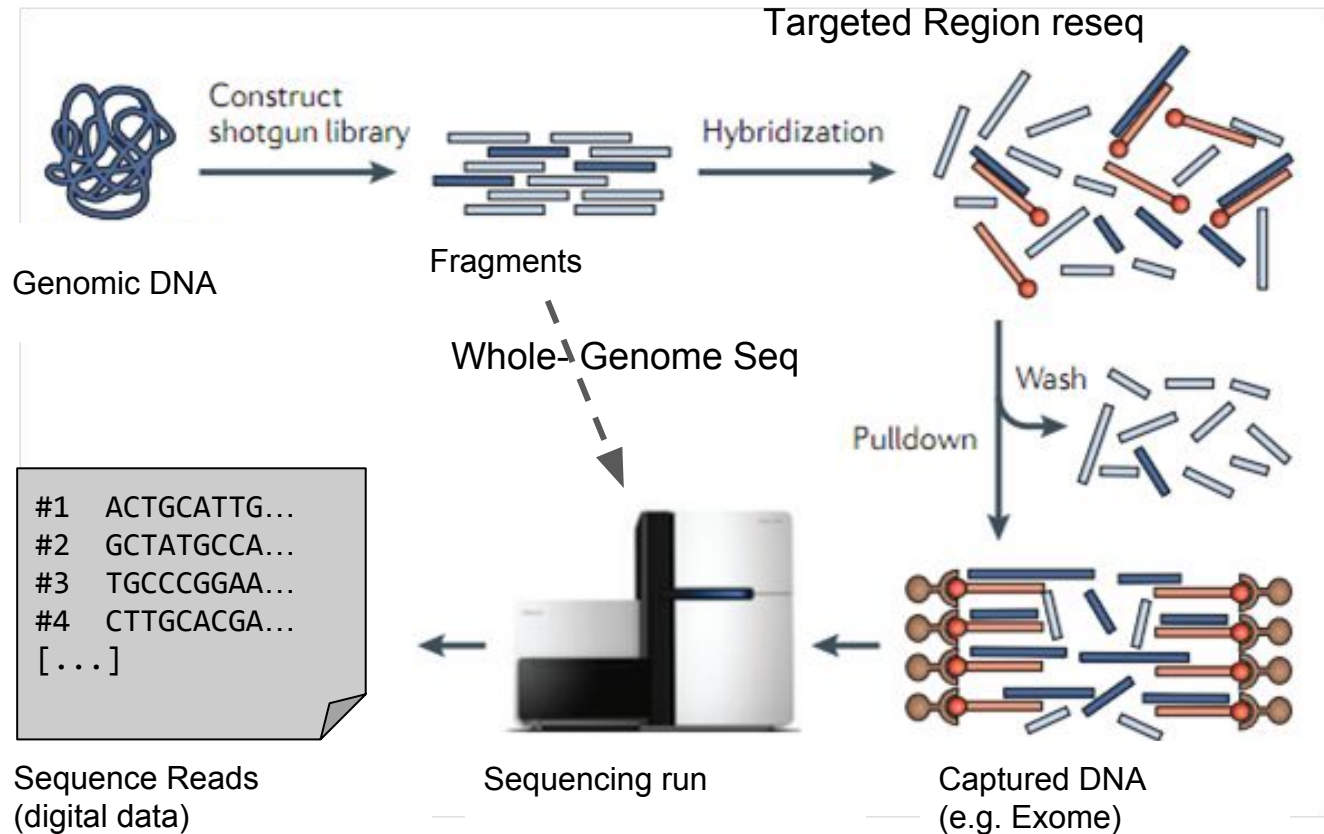 Targeted Region reseq
Construct
shotgun library
Hybridization
Genomic DNA
Fragments
Whole- Genome Seq
Wash
Pulldown
#1 ACTGCATTG...
#2 GCTATGCCA...
#3 TGCCCGGAA...
#4 CTTGCACGA...
[...]
Sequence Reads
(digital data)
Sequencing run
Captured DNA
(e.g. Exome)